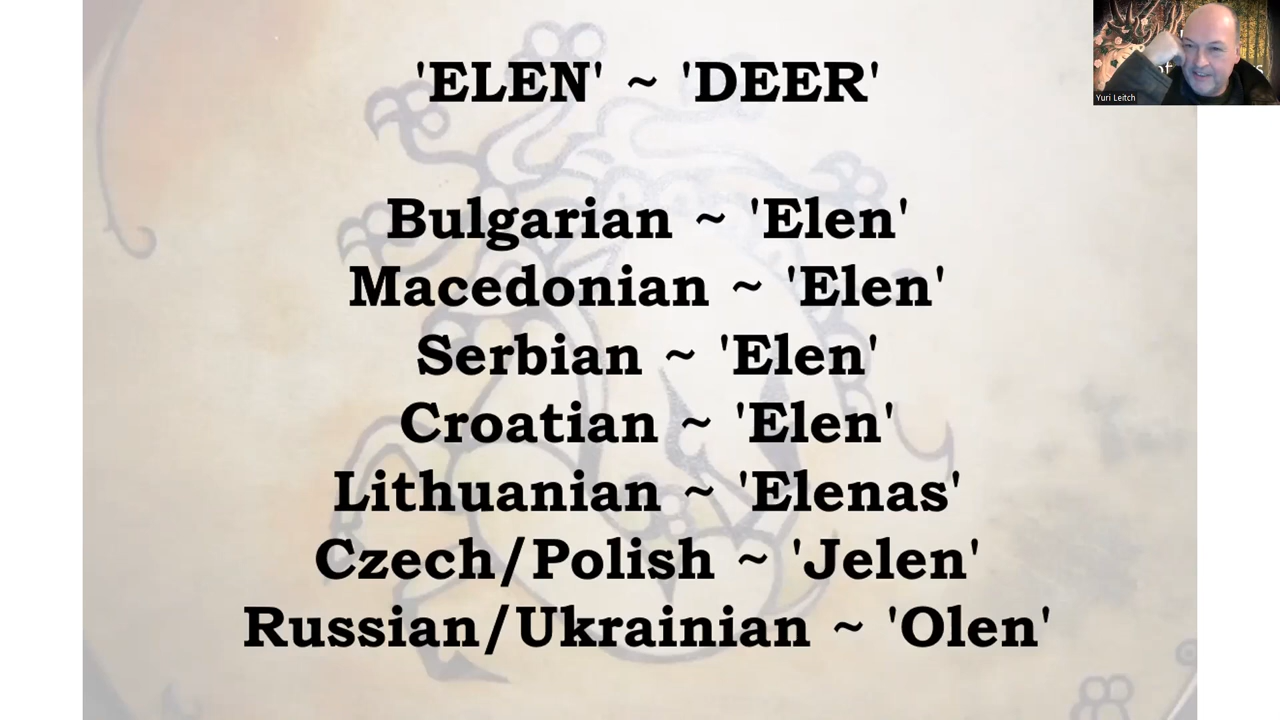 'ELEN' ~ 'DEER'
Bulgarian ~ 'Elen'
Macedonian ~ 'Elen'
Serbian ~ 'Elen'
Croatian ~ 'Elen'
Lithuanian ~ 'Elenas'
Czech/Polish ~ 'Jelen'
Russian/Ukrainian ~ 'Olen'
Yuri Leitch